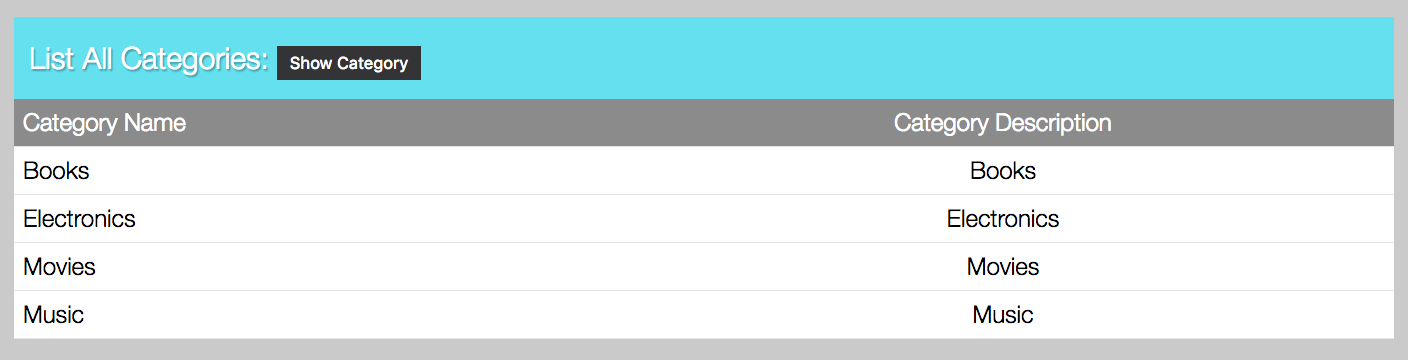 List All Categories: Show Category
Category Name Category Description
Books Books
Electronics Electronics
Movies Movies
Music Music